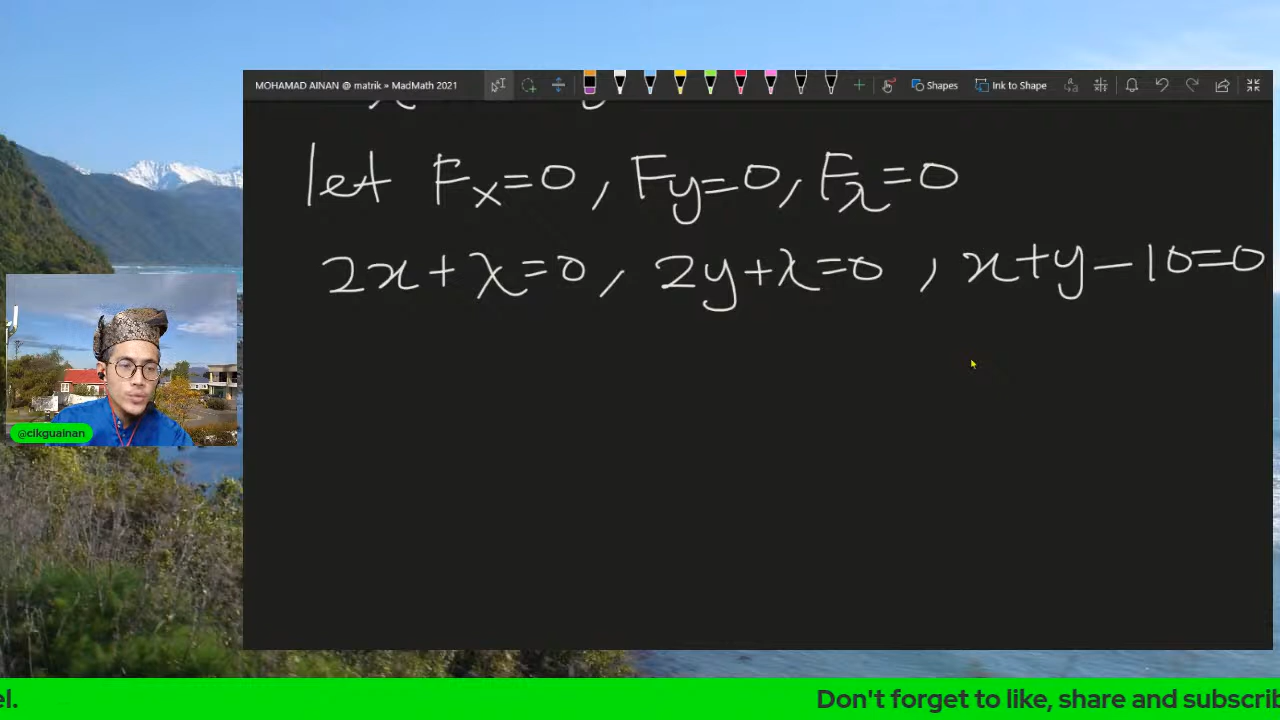 MOHAMAD AINAN @ matrik » MadMath 2021
Shapes
Ink to Shape
let Fx=0, Fy=0, Fλ=0
2x+λ=0, 2y+λ=0, x+y-10=0
@cikguainan
el.
Don't forget to like, share and subscrib